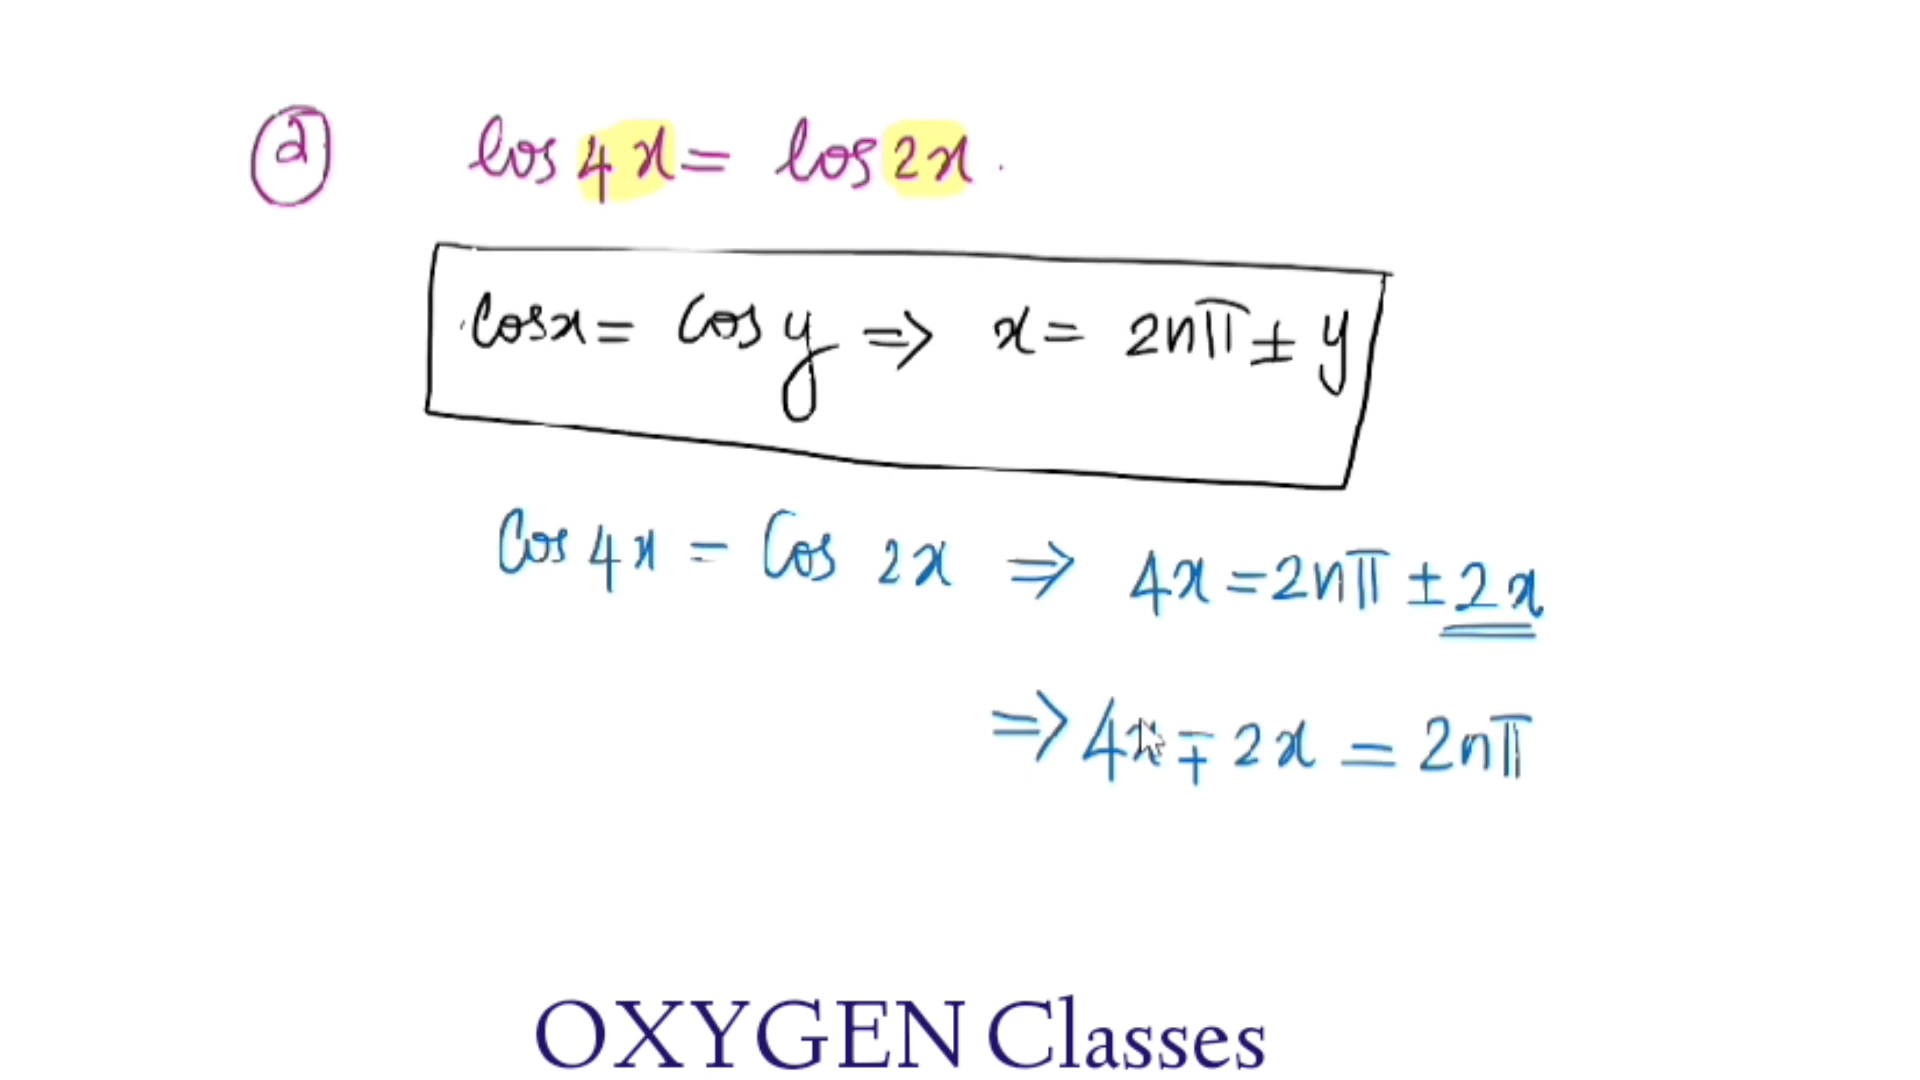 ② cos 4x = cos 2x.
cos x = cos y ⇒ x = 2nπ ± y
Cos 4x = Cos 2x ⇒ 4x = 2nπ ± 2x
⇒ 4x ∓ 2x = 2nπ
OXYGEN Classes